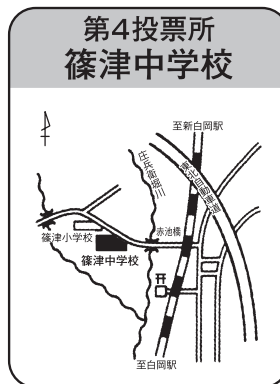 第4投票所
篠津中学校
至新白岡駅
庄兵衛堀川
東北自動車道
赤池橋
篠津小学校
篠津中学校
至白岡駅